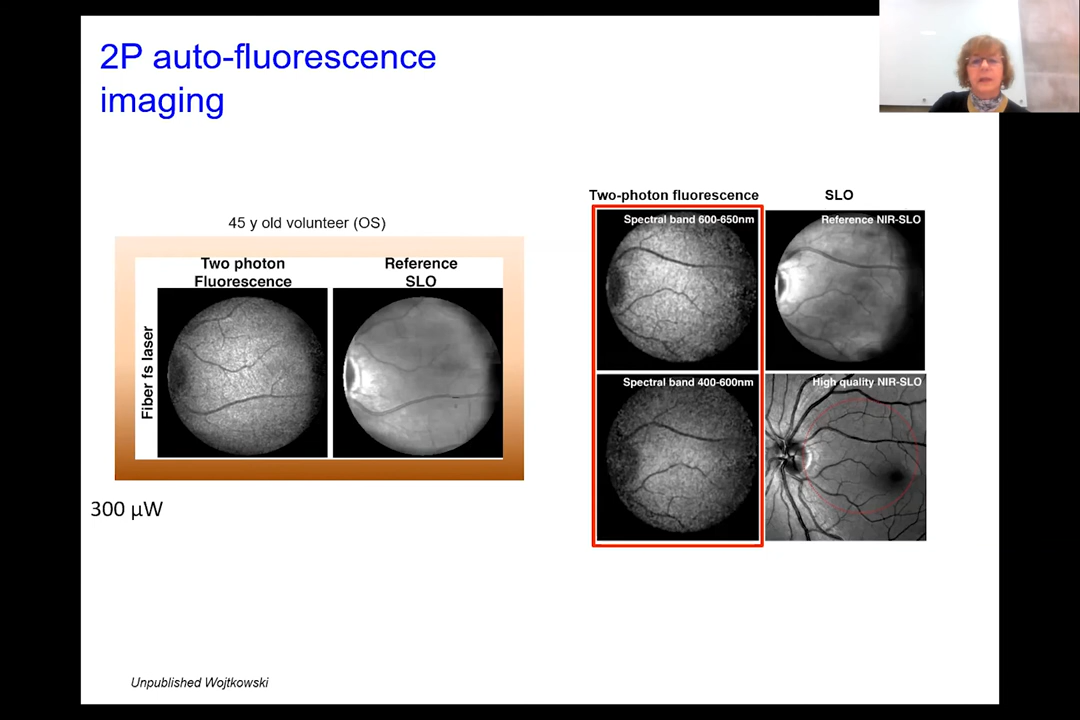 2P auto-fluorescence
imaging
45 y old volunteer (OS)
Two photon
Fluorescence
Reference
SLO
Fiber fs laser
300 µW
Two-photon fluorescence
SLO
Spectral band 600-650nm
Reference NIR-SLO
Spectral band 400-600nm
High quality NIR-SLO
Unpublished Wojtkowski